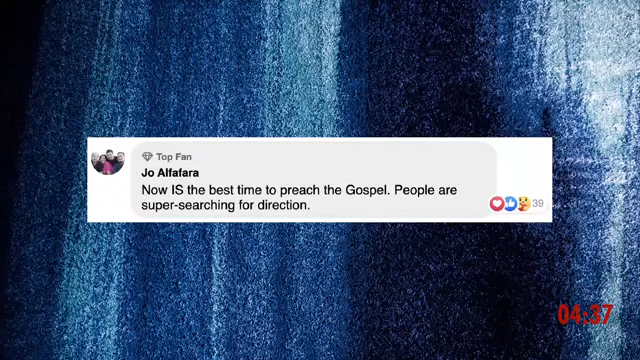 Top Fan
Jo Alfafara
Now IS the best time to preach the Gospel. People are
super-searching for direction.
39
04:37